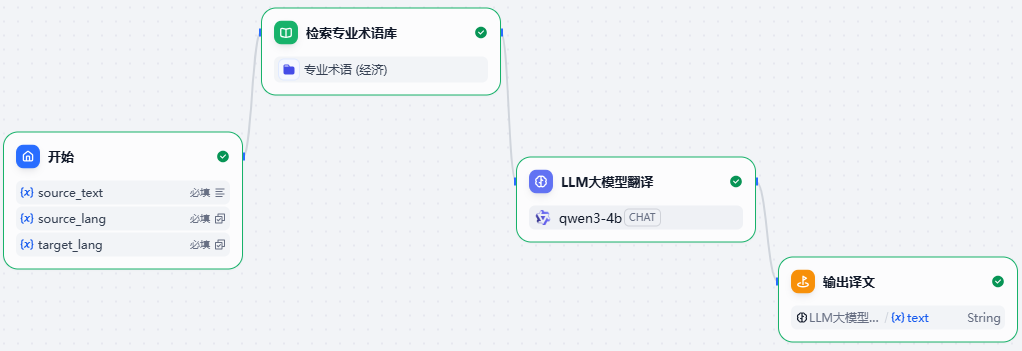 开始
{x} source_text 必填
{x} source_lang 必填
{x} target_lang 必填
检索专业术语库
专业术语 (经济)
LLM大模型翻译
qwen3-4b CHAT
输出译文
LLM大模型... / {x} text String